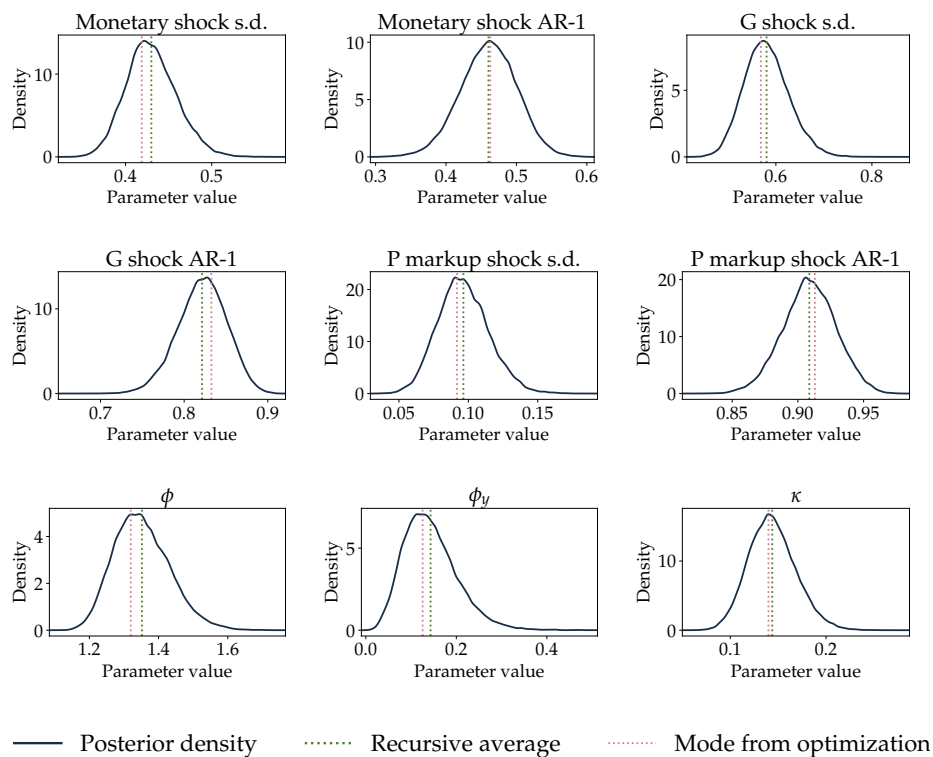 Monetary shock s.d. Monetary shock AR-1 G shock s.d.
Density 10 0 Density 10 5 0 Density 5 0
0.4 0.5 0.3 0.4 0.5 0.6 0.6 0.8
Parameter value Parameter value Parameter value
G shock AR-1 P markup shock s.d. P markup shock AR-1
Density 10 0 Density 20 10 0 Density 20 10 0
0.7 0.8 0.9 0.05 0.10 0.15 0.85 0.90 0.95
Parameter value Parameter value Parameter value
ϕ ϕy κ
Density 4 2 0 Density 5 0 Density 10 0
1.2 1.4 1.6 0.0 0.2 0.4 0.1 0.2
Parameter value Parameter value Parameter value
Posterior density Recursive average Mode from optimization